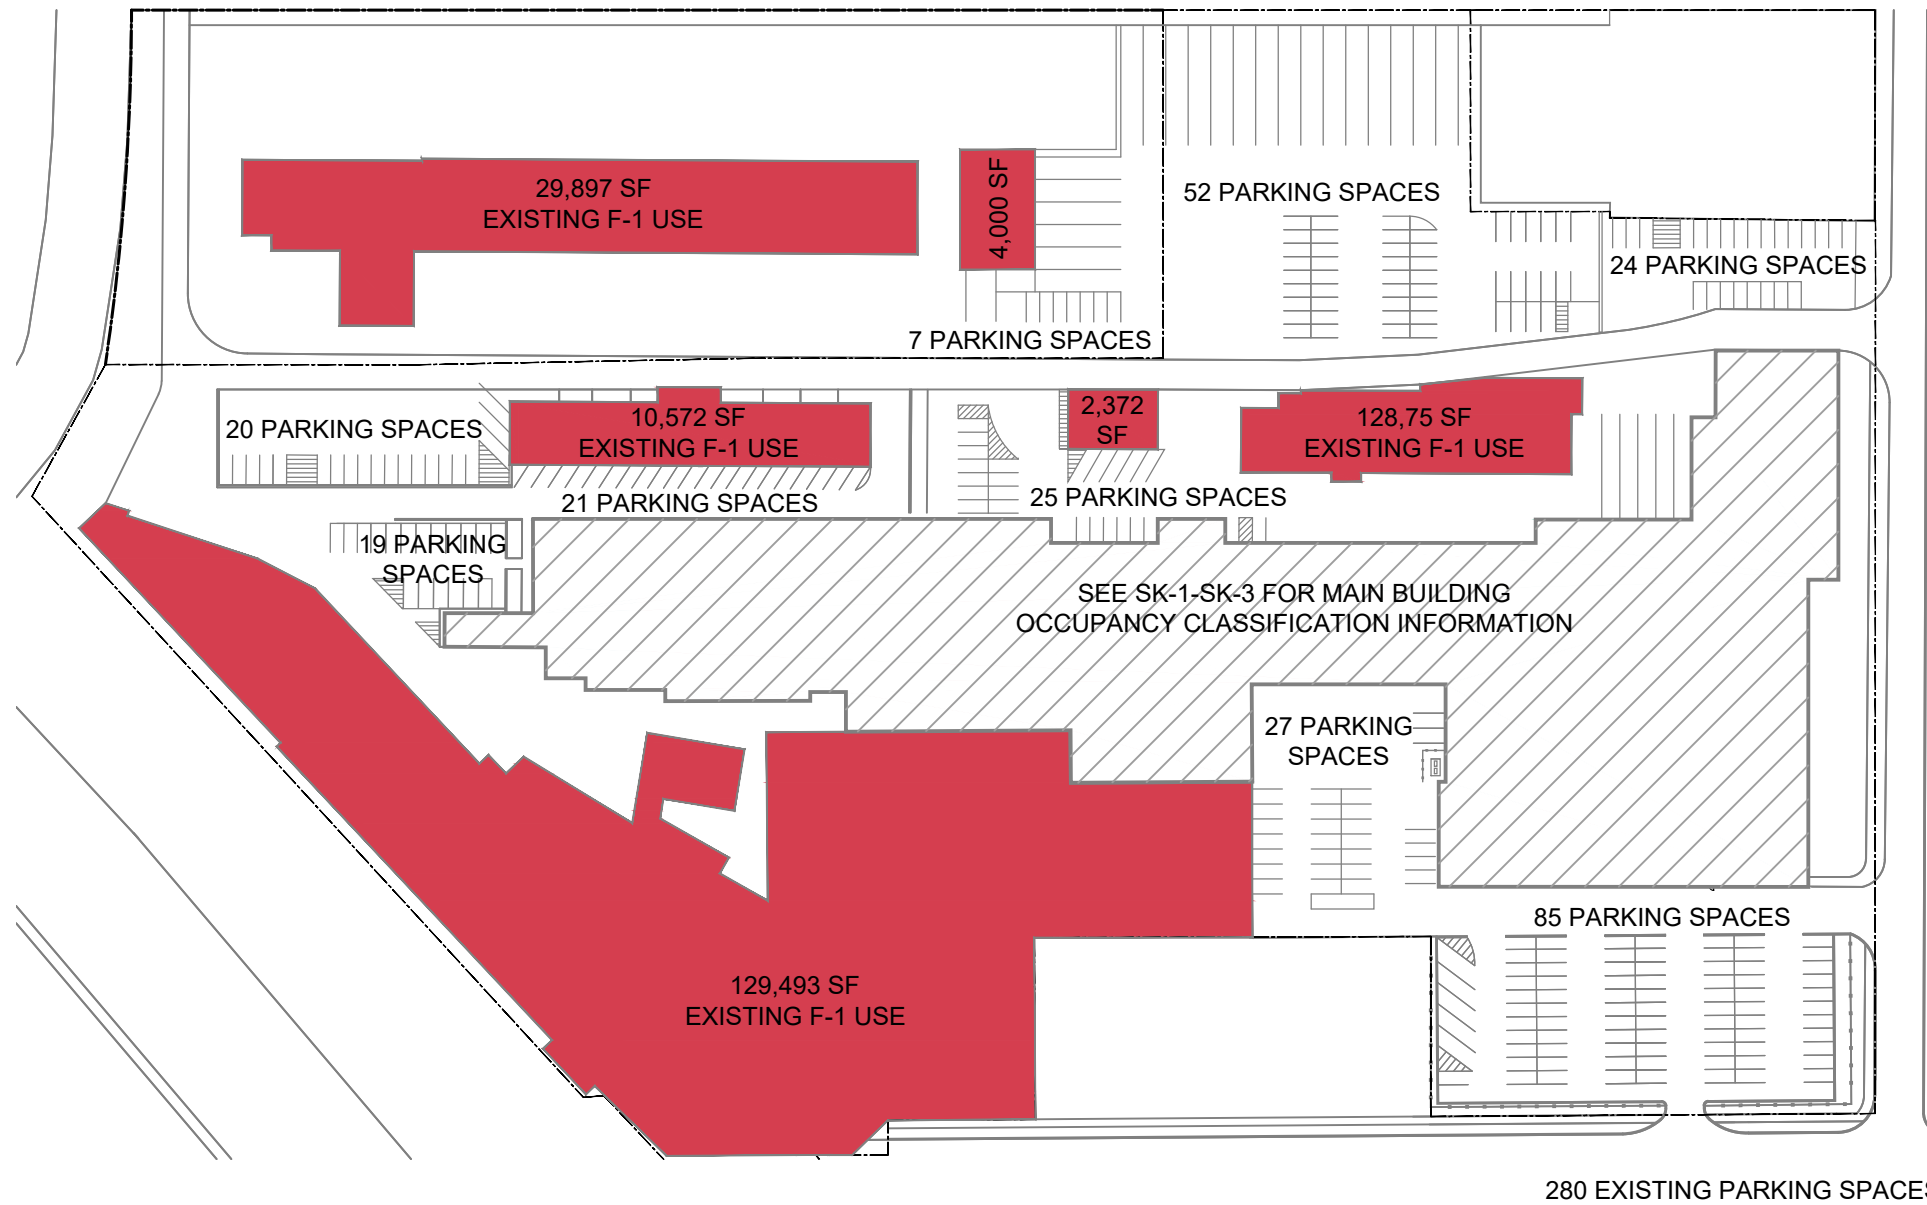 29,897 SF
EXISTING F-1 USE
4,000 SF
52 PARKING SPACES
24 PARKING SPACES
7 PARKING SPACES
20 PARKING SPACES
10,572 SF
EXISTING F-1 USE
2,372
SF
128,75 SF
EXISTING F-1 USE
21 PARKING SPACES
25 PARKING SPACES
19 PARKING
SPACES
SEE SK-1-SK-3 FOR MAIN BUILDING
OCCUPANCY CLASSIFICATION INFORMATION
27 PARKING
SPACES
85 PARKING SPACES
129,493 SF
EXISTING F-1 USE
280 EXISTING PARKING SPACES